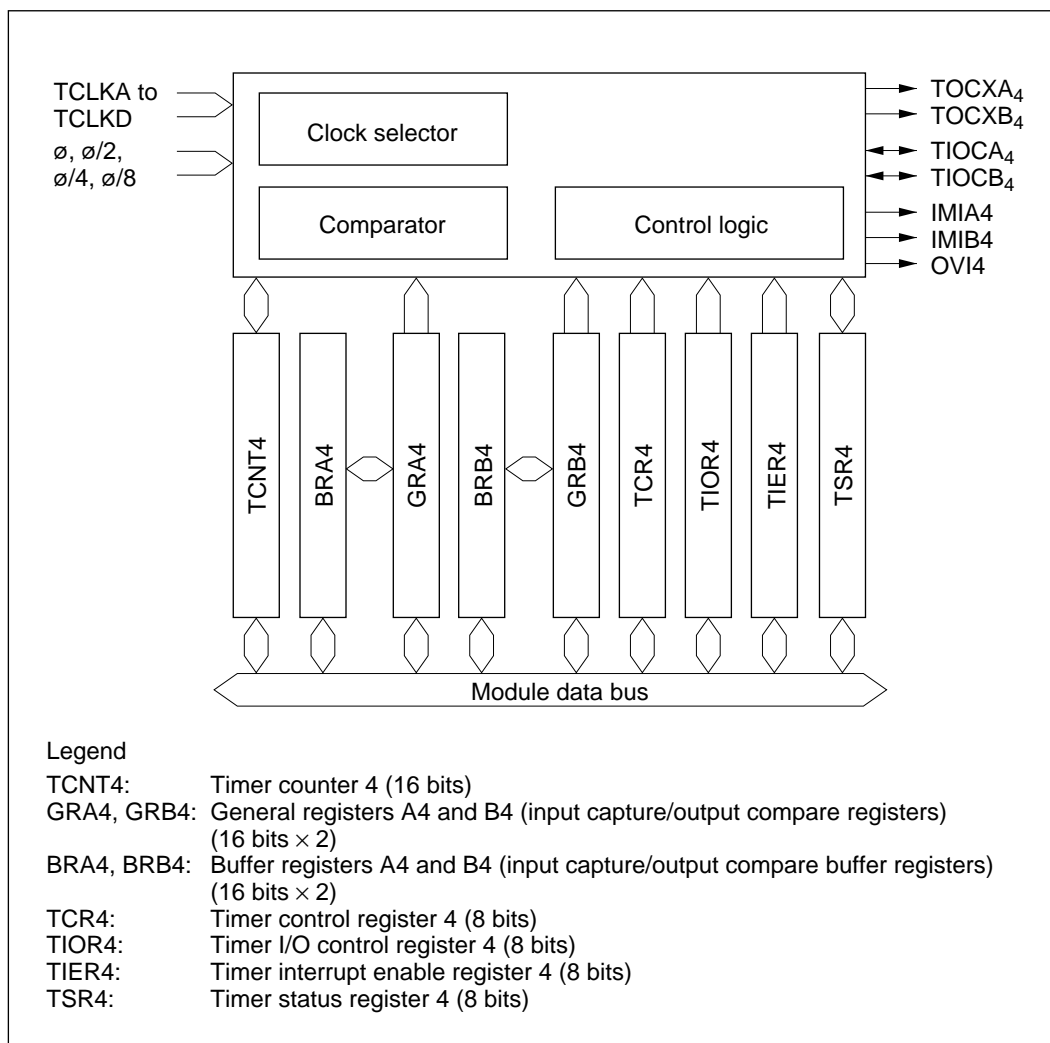 TCLKA to
TCLKD
ø, ø/2,
ø/4, ø/8
Clock selector
Comparator
Control logic
TOCXA4
TOCXB4
TIOCA4
TIOCB4
IMIA4
IMIB4
OVI4
TCNT4
BRA4
GRA4
BRB4
GRB4
TCR4
TIOR4
TIER4
TSR4
Module data bus
Legend
TCNT4: Timer counter 4 (16 bits)
GRA4, GRB4: General registers A4 and B4 (input capture/output compare registers)
(16 bits × 2)
BRA4, BRB4: Buffer registers A4 and B4 (input capture/output compare buffer registers)
(16 bits × 2)
TCR4: Timer control register 4 (8 bits)
TIOR4: Timer I/O control register 4 (8 bits)
TIER4: Timer interrupt enable register 4 (8 bits)
TSR4: Timer status register 4 (8 bits)